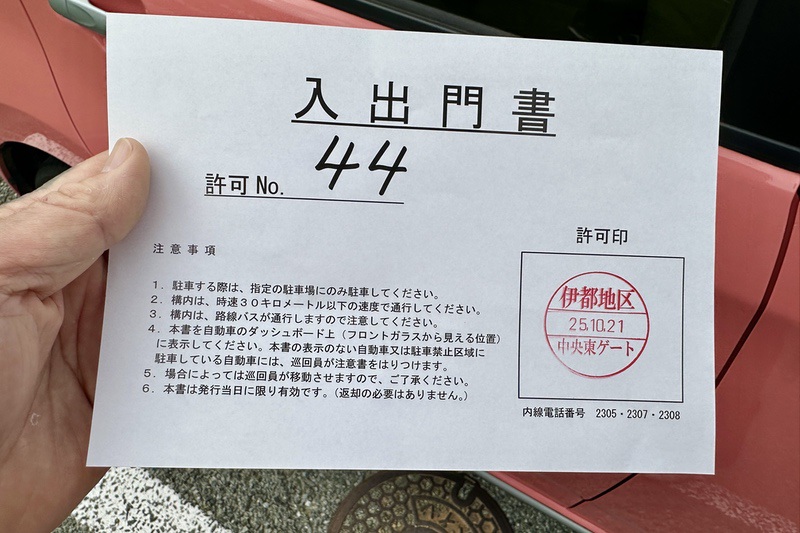 入出門書
許可 No. 44
注意事項
1．駐車する際は、指定の駐車場にのみ駐車してください。
2．構内は、時速30キロメートル以下の速度で通行してください。
3．構内は、路線バスが通行しますので注意してください。
4．本書を自動車のダッシュボード上（フロントガラスから見える位置）
に表示してください。本書の表示のない自動車又は駐車禁止区域に
駐車している自動車には、巡回員が注意書をはりつけます。
5．場合によっては巡回員が移動させますので、ご了承ください。
6．本書は発行当日に限り有効です。（返却の必要はありません。）
許可印
伊都地区
25.10.21
中央東ゲート
内線電話番号 2305・2307・2308